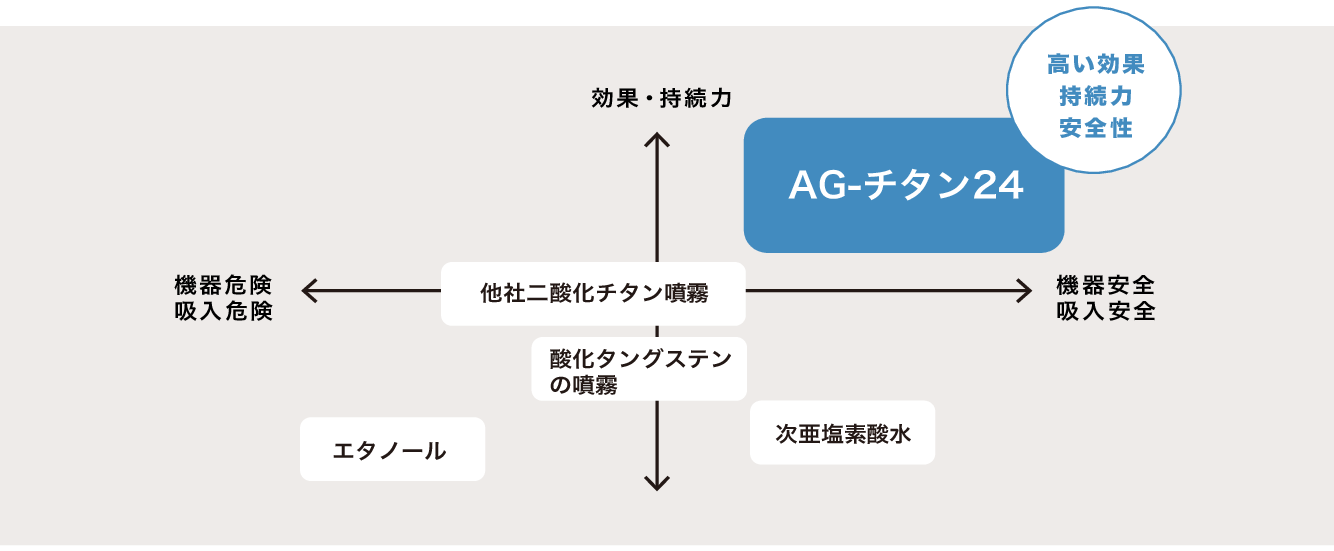 高い効果
持続力
安全性
効果・持続力
AG-チタン24
機器危険
吸入危険
他社二酸化チタン噴霧
機器安全
吸入安全
酸化タングステン
の噴霧
エタノール
次亜塩素酸水